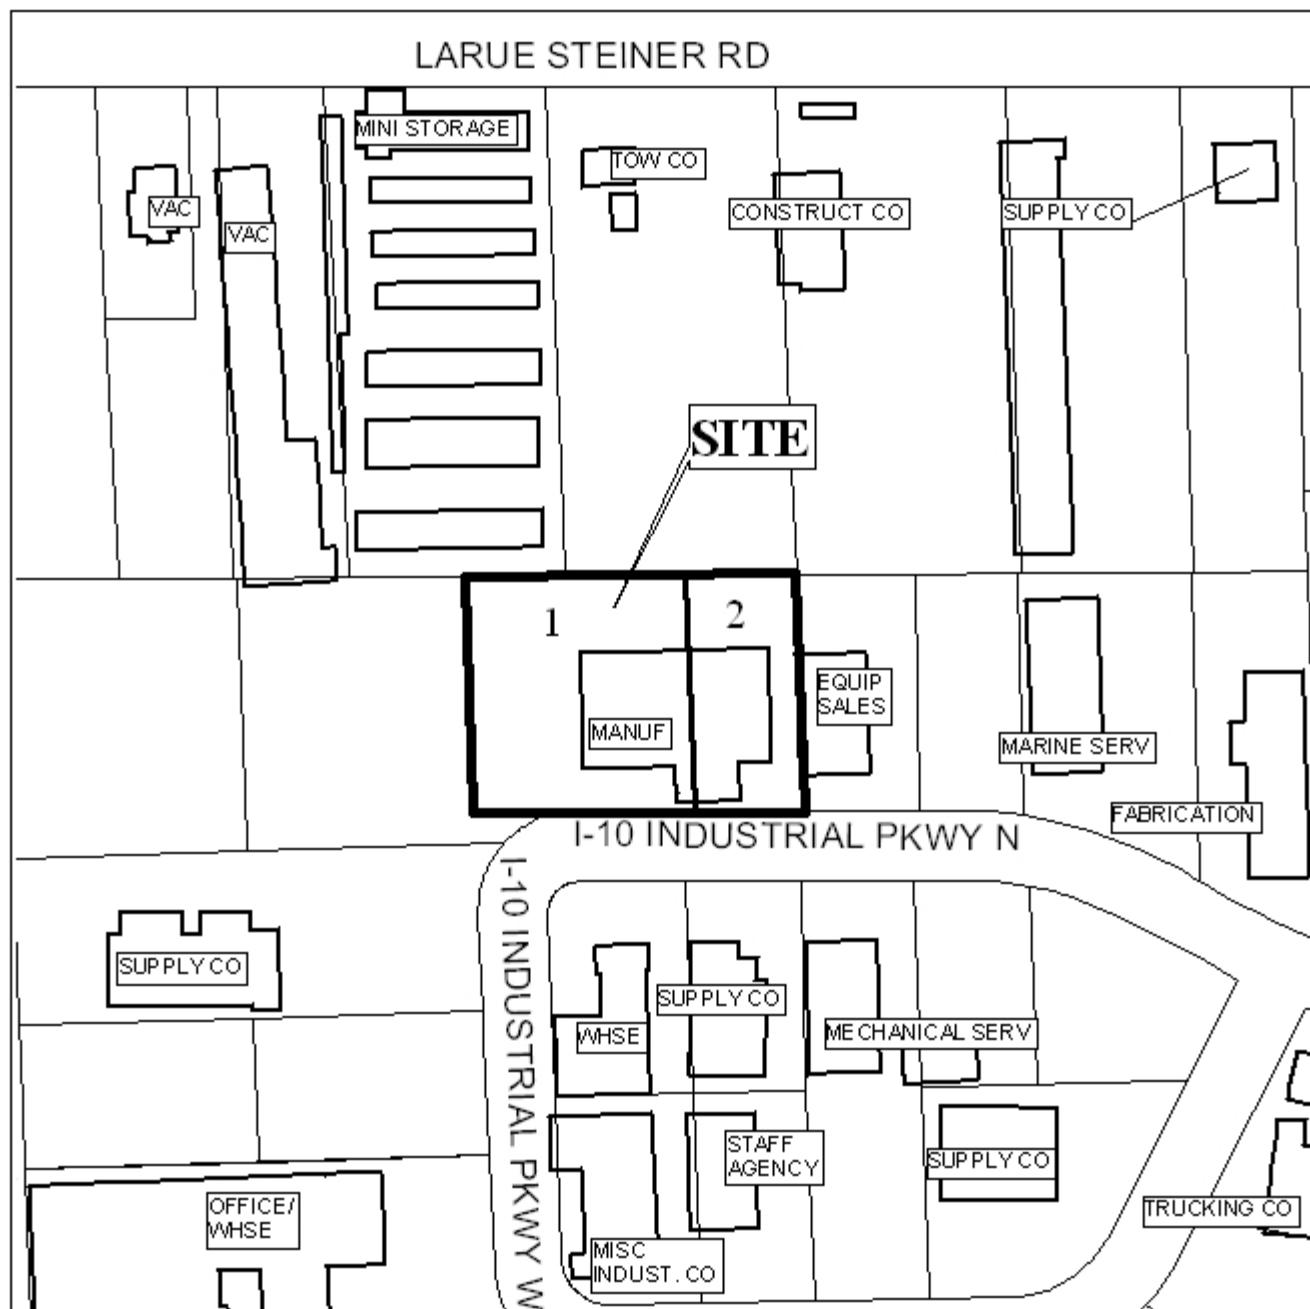 LARUE STEINER RD
MINI STORAGE
TOW CO
VAC
CONSTRUCT CO
SUPPLY CO
VAC
SITE
1
2
EQUIP
SALES
MANUF
MARINE SERV
FABRICATION
I-10 INDUSTRIAL PKWY N
I-10 INDUSTRIAL PKWY W
SUPPLY CO
SUPPLY CO
WHSE
MECHANICAL SERV
STAFF
AGENCY
SUPPLY CO
OFFICE/
WHSE
TRUCKING CO
MISC
INDUST. CO